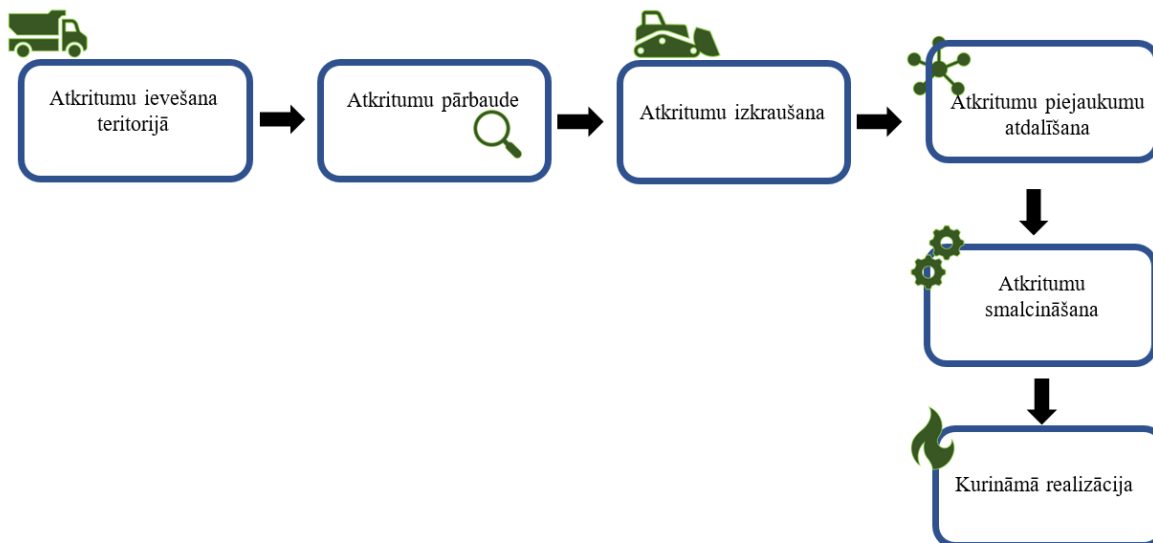 Atkritumu ievešana
teritorijā
Atkritumu pārbaude
Atkritumu izkraušana
Atkritumu piejaukumu
atdalīšana
Atkritumu
smalcināšana
Kurināmā realizācija